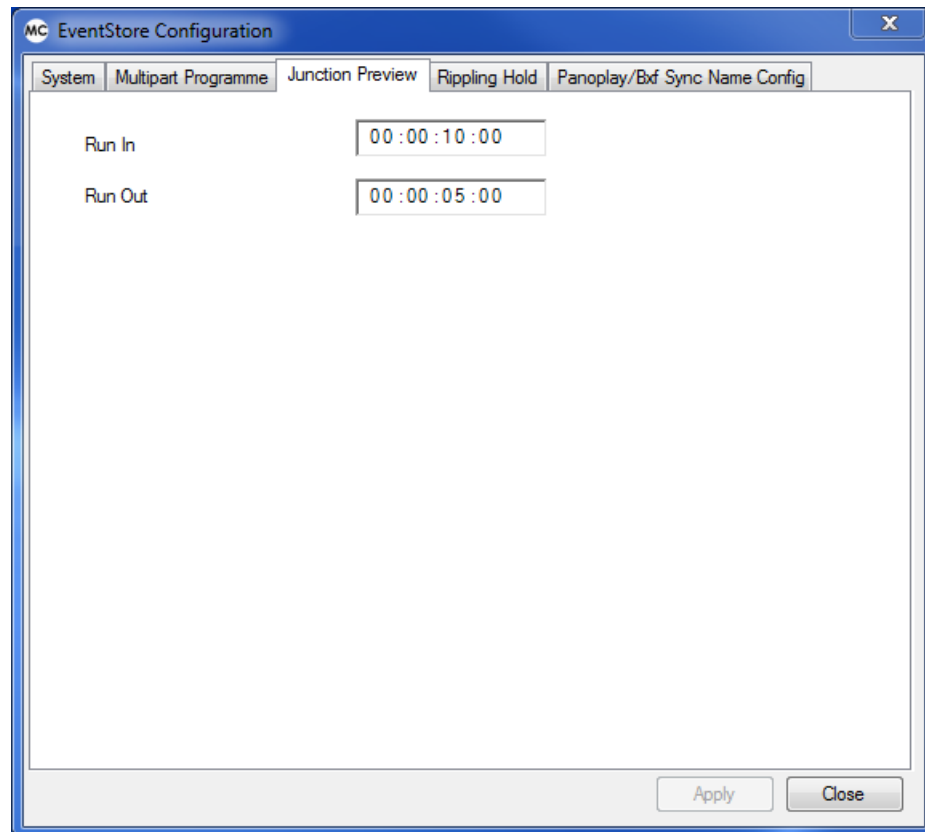 MC EventStore Configuration X
System Multipart Programme Junction Preview Rippling Hold Panoplay/Bxf Sync Name Config
Run In 00:00:10:00
Run Out 00:00:05:00
Apply Close